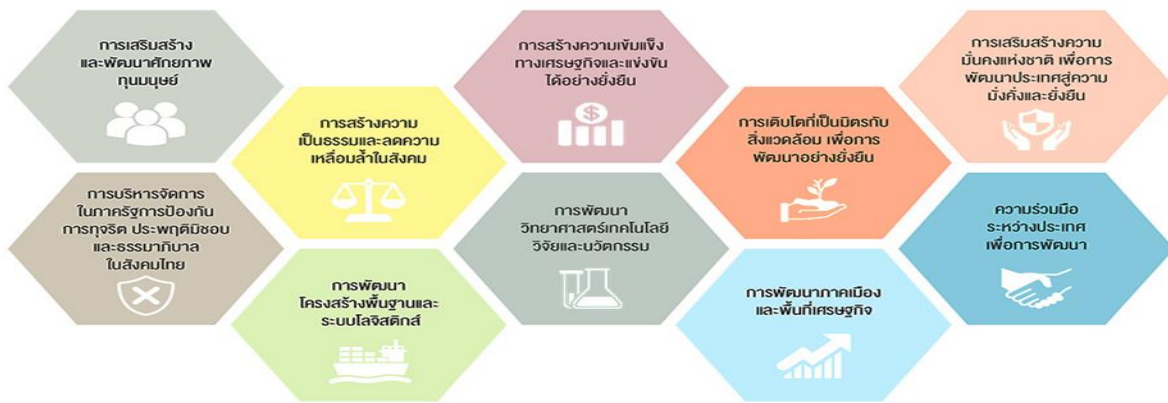 การเสริมสร้าง
และพัฒนาศักยภาพ
ทุนมนุษย์
การสร้างความ
เป็นธรรมและลดความ
เหลื่อมล้ำในสังคม
การสร้างความเข้มแข็ง
ทางเศรษฐกิจและแข่งขัน
ได้อย่างยั่งยืน
การเติบโตที่เป็นมิตรกับ
สิ่งแวดล้อม เพื่อการ
พัฒนาอย่างยั่งยืน
การเสริมสร้างความ
มั่นคงแห่งชาติ เพื่อการ
พัฒนาประเทศสู่ความ
มั่งคั่งและยั่งยืน
การบริหารจัดการ
ในภาครัฐการป้องกัน
การทุจริต ประพฤติมิชอบ
และธรรมาภิบาล
ในสังคมไทย
การพัฒนา
โครงสร้างพื้นฐานและ
ระบบโลจิสติกส์
การพัฒนา
วิทยาศาสตร์เทคโนโลยี
วิจัยและนวัตกรรม
การพัฒนาภาคเมือง
และพื้นที่เศรษฐกิจ
ความร่วมมือ
ระหว่างประเทศ
เพื่อการพัฒนา